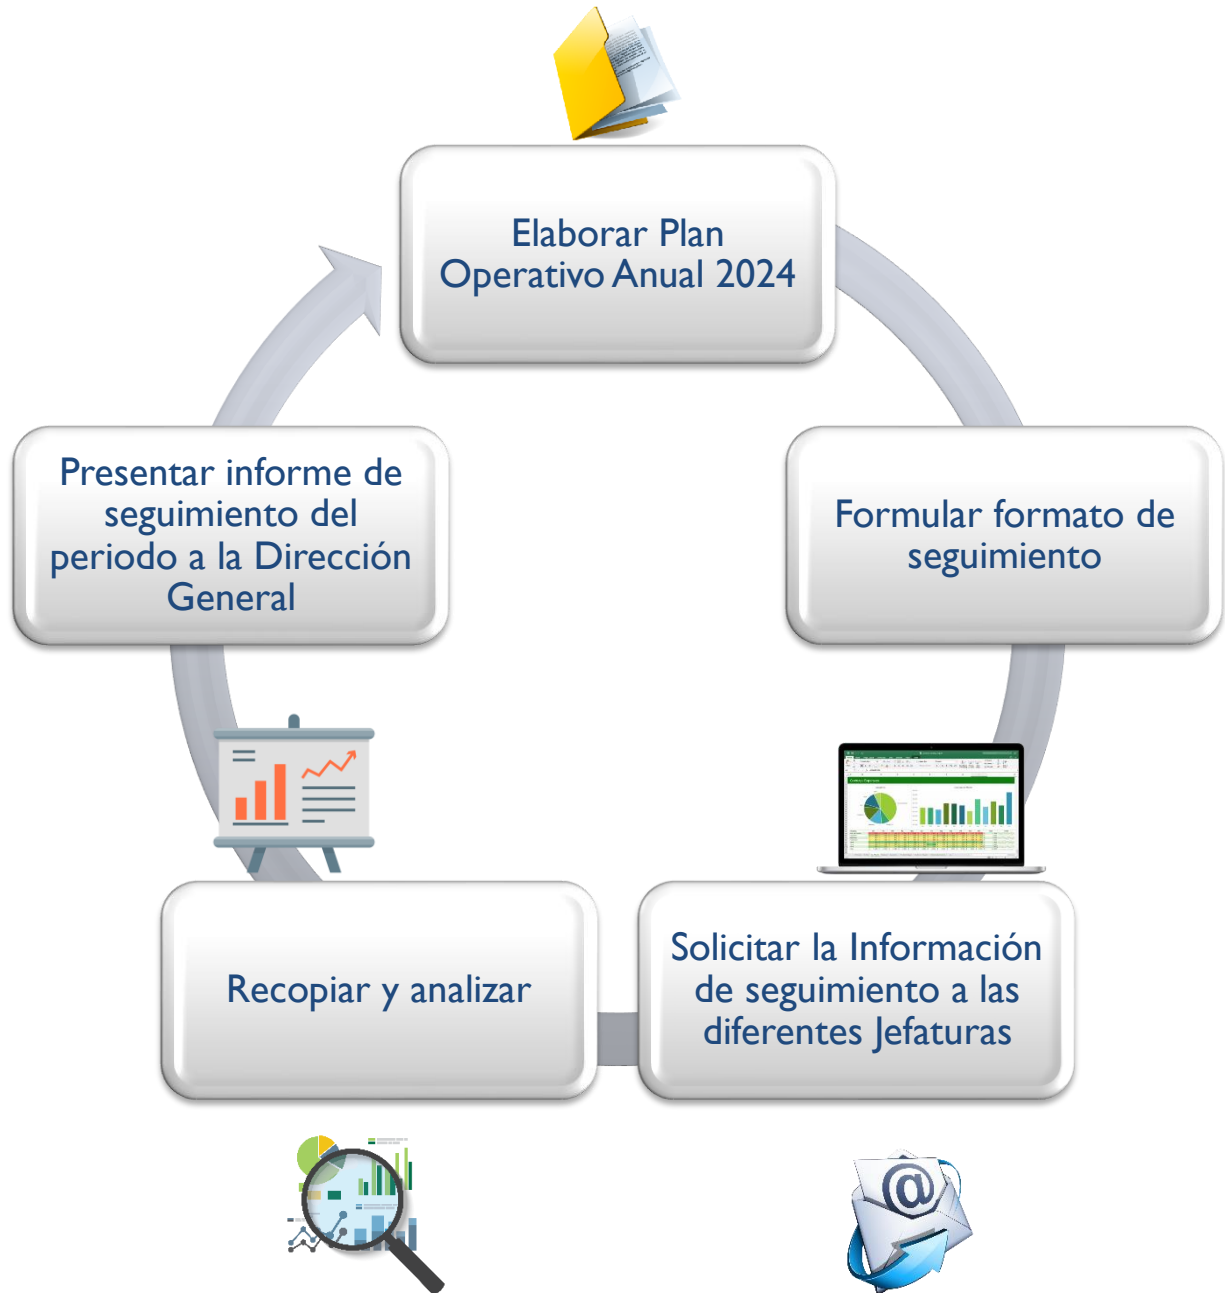 Elaborar Plan
Operativo Anual 2024
Formular formato de
seguimiento
Solicitar la Información
de seguimiento a las
diferentes Jefaturas
Recopiar y analizar
Presentar informe de
seguimiento del
periodo a la Dirección
General
@